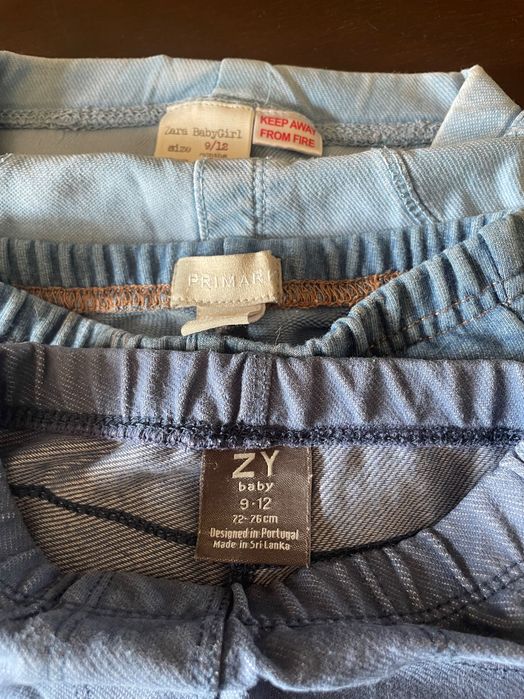 Zara BabyGirl
size 9/12
months
KEEP AWAY
FROM FIRE
PRIMARK
ZY
baby
9-12
72-76cm
Designed in Portugal
Made in Sri Lanka